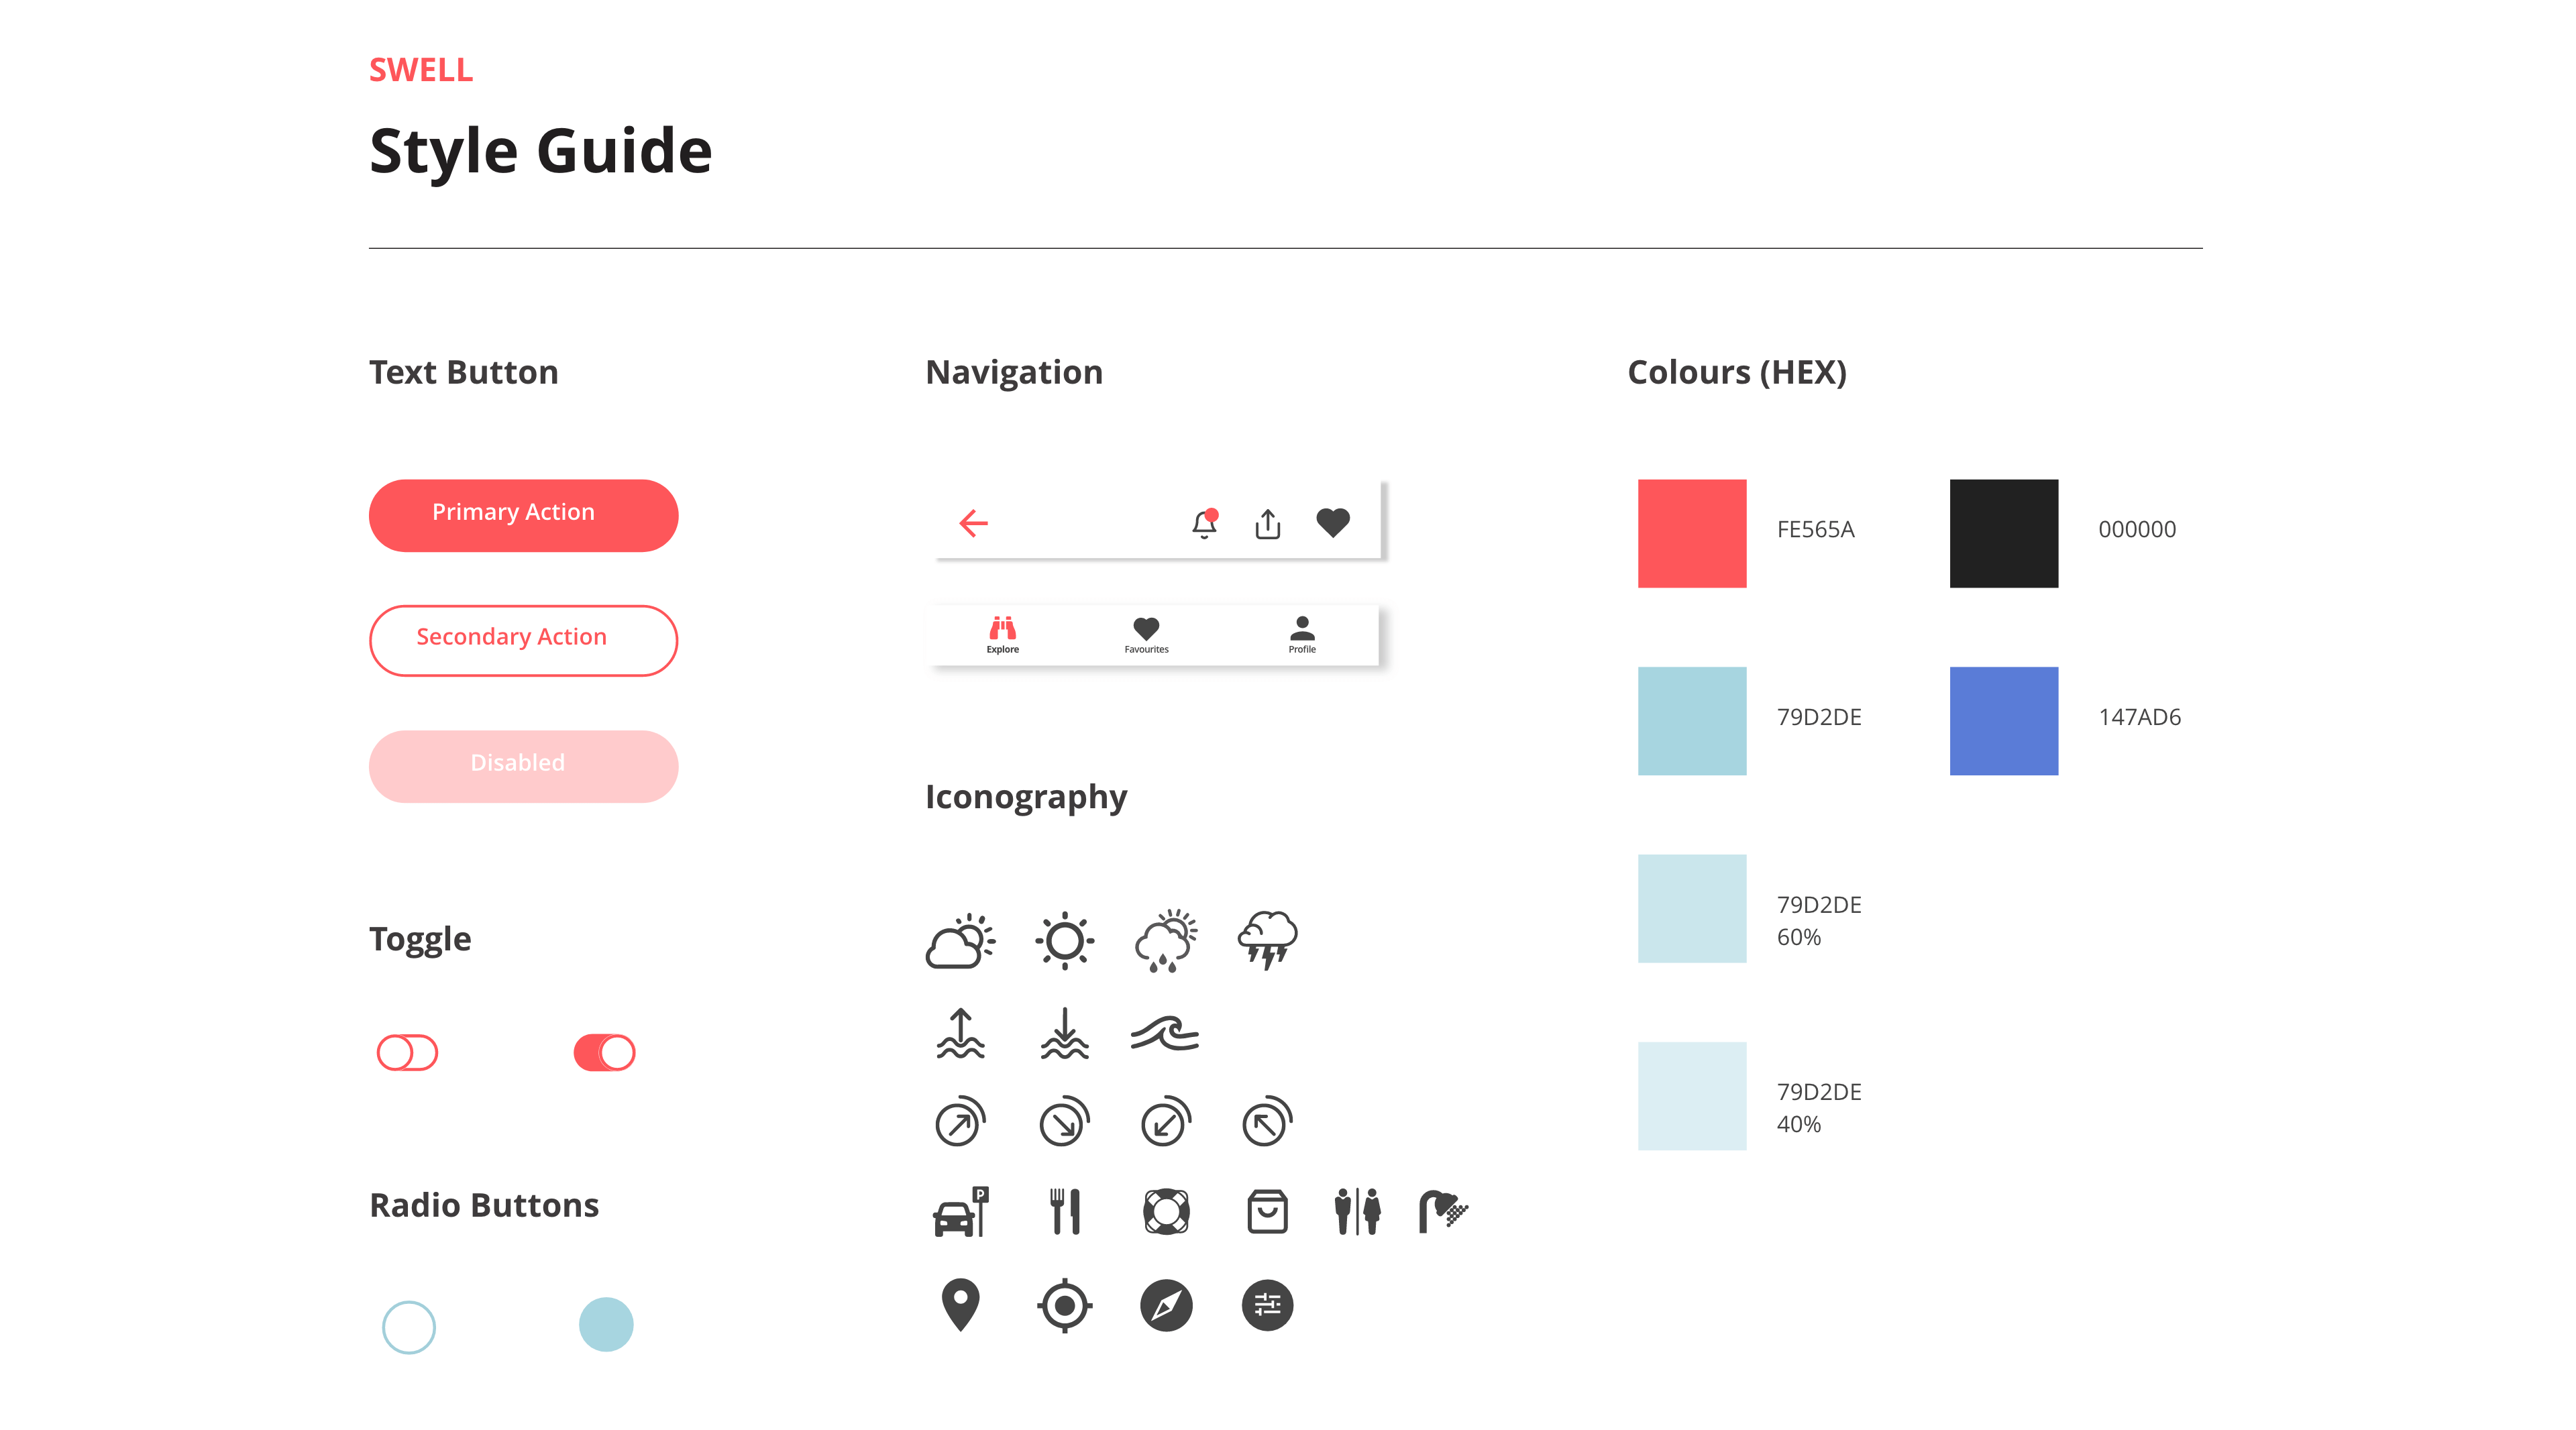 SWELL
Style Guide
Text Button
Primary Action
Secondary Action
Disabled
Toggle
Radio Buttons
Navigation
Explore
Favourites
Profile
Iconography
P
Colours (HEX)
FE565A
000000
79D2DE
147AD6
79D2DE
60%
79D2DE
40%